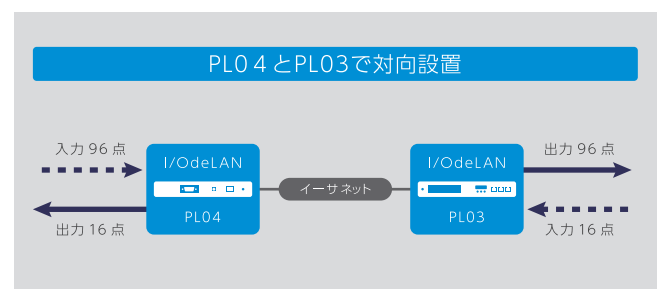 PL０４とPL03で対向設置
入力 96 点
I/OdeLAN
I/OdeLAN
出力 96 点
イーサネット
出力 16 点
PL04
PL03
入力 16 点